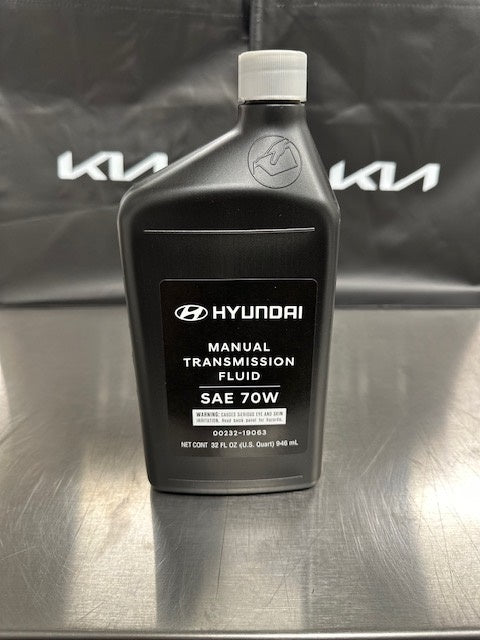 KIA
KIA
HYUNDAI
MANUAL
TRANSMISSION
FLUID
SAE 70W
WARNING: CAUSES SERIOUS EYE AND SKIN
IRRITATION. Read back panel for hazards.
00232-19063
NET CONT 32 FL OZ (U.S. Quart) 946 mL